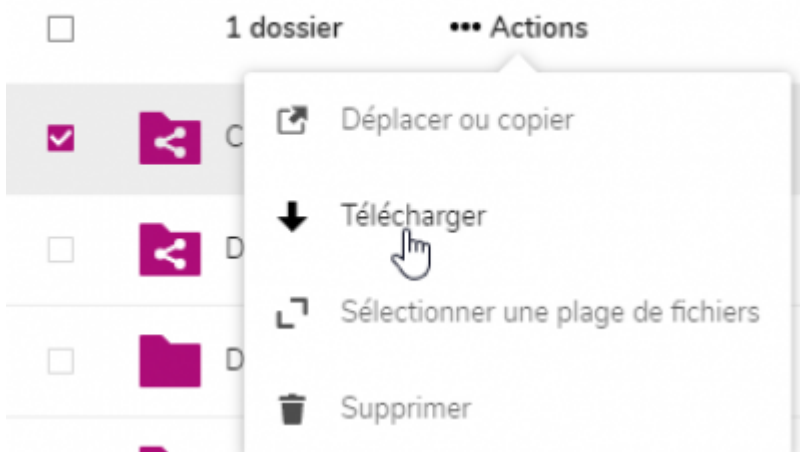 1 dossier ••• Actions
C
Déplacer ou copier
Télécharger
D
Sélectionner une plage de fichiers
D
Supprimer